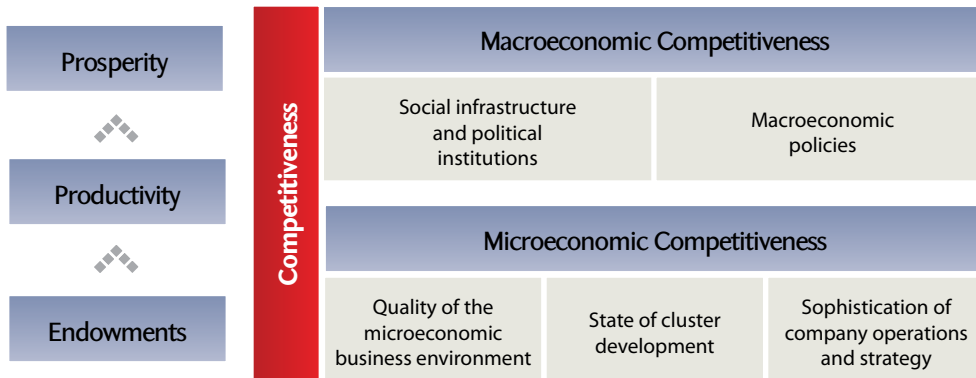 Prosperity
Productivity
Endowments
Competitiveness
Macroeconomic Competitiveness
Social infrastructure
and political
institutions
Macroeconomic
policies
Microeconomic Competitiveness
Quality of the
microeconomic
business environment
State of cluster
development
Sophistication of
company operations
and strategy